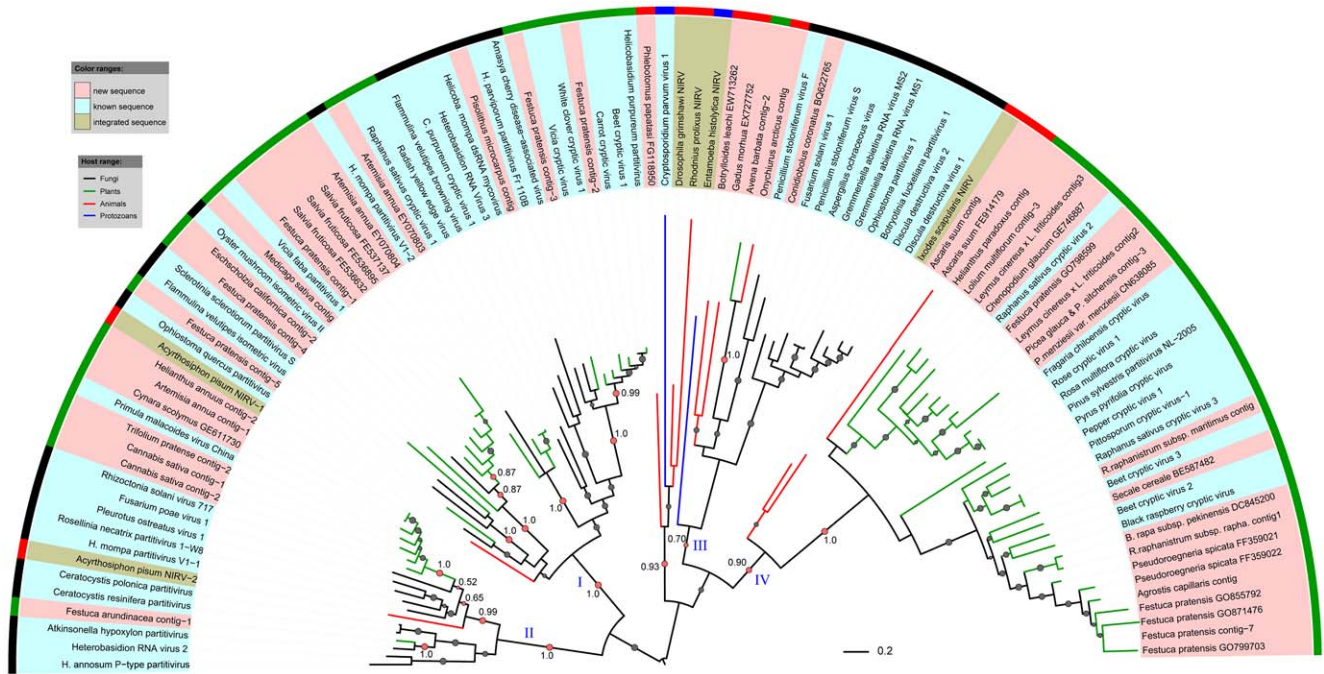 Color ranges:
new sequence
known sequence
integrated sequence
Host range:
Fungi
Plants
Animals
Protozoans
H. annosum P-type partitivirus
Heterobasidion RNA virus 2
Atkinsonella hypoxylon partitivirus
Festuca arundinacea contig-1
Ceratocystis resinifera partitivirus
Ceratocystis polonica partitivirus
Acyrthosiphon pisum NIRV-2
H. mompa partitivirus V1-1
Rosellinia necatrix partitivirus 1-W8
Pleurotus ostreatus virus 1
Fusarium poae virus 1
Rhizoctonia solani virus 717
Cannabis sativa contig-2
Cannabis sativa contig-1
Trifolium pratense contig-2
Primula malacoides virus China
Cynara scolymus GE611730
Artemisia annua contig-1
Helianthus annuus contig-2
Acyrthosiphon pisum NIRV-1
Ophiostoma quercus partitivirus
Festuca pratensis contig-5
Flammulina velutipes isometric virus
Sclerotinia sclerotiorum partitivirus S
Festuca pratensis contig-4
Eschscholzia californica contig-2
Medicago sativa contig
Oyster mushroom isometric virus II
Vicia faba partitivirus 1
Festuca pratensis contig-1
Salvia fruticosa FE536632
Salvia fruticosa FE536895
Salvia fruticosa FE537137
Artemisia annua EY070804
Artemisia annua EY070803
H. mompa partitivirus V1-2
Raphanus sativus cryptic virus 1
Radish yellow edge virus
Flammulina velutipes browning virus
C. purpureum cryptic virus 1
Heterobasidion RNA Virus 3
Helicobas. mompa dsRNA mycovirus
Pisolithus microcarpus contig
H. parviporum partitivirus Fr 110B
Amasya cherry disease-associated virus
Festuca pratensis contig-3
Vicia cryptic virus
White clover cryptic virus 1
Festuca pratensis contig-2
Carrot cryptic virus
Beet cryptic virus 1
Helicobasidium purpureum partitivirus
Phlebotomus papatasi FG118960
Cryptosporidium parvum virus 1
Drosophila grimshawi NIRV
Rhodnius prolixus NIRV
Entamoeba histolytica NIRV
Botrylloides leachi EW713262
Gadus morhua EX727752
Avena barbata contig-2
Onychiurus arcticus contig
Penicillium stoloniferum virus F
Conidiobolus coronatus BQ622765
Fusarium solani virus 1
Penicillium stoloniferum virus S
Aspergillus ochraceous virus
Gremmeniella abietina RNA virus MS2
Gremmeniella abietina RNA virus MS1
Ophiostoma partitivirus 1
Botryotinia fuckeliana partitivirus 1
Discula destructiva virus 2
Discula destructiva virus 1
Ixodes scapularis NIRV
Ascaris suum contig
Ascaris suum FE914179
Helianthus paradoxus contig
Lolium multiflorum contig-3
Leymus cinereus x L. triticoides contig3
Chenopodium glaucum GE746887
Raphanus sativus cryptic virus 2
Festuca pratensis GO798599
Leymus cinereus x L. triticoides contig2
Picea glauca & P. sitchensis contig-3
P.menziesii var. menziesii CN638085
Fragaria chiloensis cryptic virus
Rose cryptic virus 1
Rosa multiflora cryptic virus
Pinus sylvestris partitivirus NL-2005
Pyrus pyrifolia cryptic virus
Pepper cryptic virus 1
Pittosporum cryptic virus-1
Raphanus sativus cryptic virus 3
R.raphanistrum subsp. maritimus contig
Beet cryptic virus 3
Secale cereale BE587482
Beet cryptic virus 2
Black raspberry cryptic virus
B. rapa subsp. pekinensis DC845200
R.raphanistrum subsp. rapha. contig1
Pseudoroegneria spicata FF359021
Pseudoroegneria spicata FF359022
Agrostis capillaris contig
Festuca pratensis GO855792
Festuca pratensis GO871476
Festuca pratensis contig-7
Festuca pratensis GO799703
1.0
0.99
1.0
0.87
0.87
1.0
1.0
1.0
1.0
0.52
0.65
0.99
1.0
1.0
I
II
1.0
0.70
III
0.93
0.90
IV
1.0
0.2